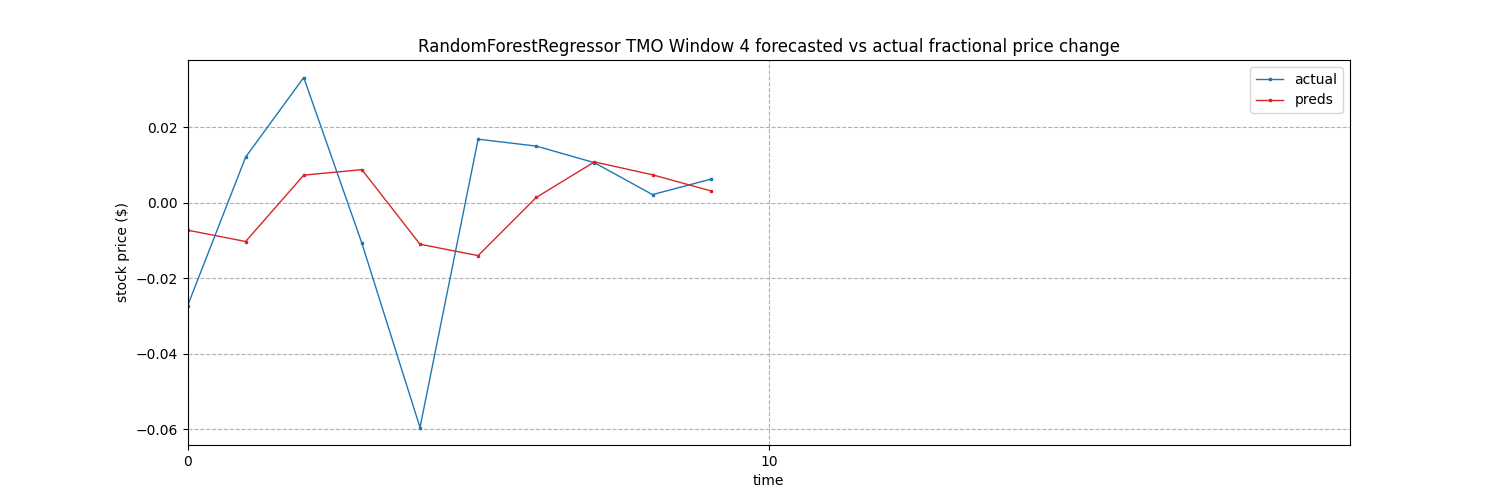 RandomForestRegressor TMO Window 4 forecasted vs actual fractional price change
actual
preds
stock price ($)
0.02
0.00
−0.02
−0.04
−0.06
0
10
time